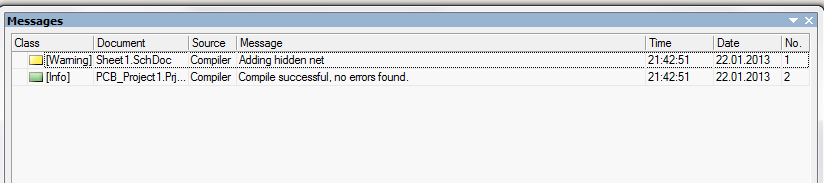 Messages
Class Document Source Message Time Date No.
[Warning] Sheet1.SchDoc Compiler Adding hidden net 21:42:51 22.01.2013 1
[Info] PCB_Project1.Prj... Compiler Compile successful, no errors found. 21:42:51 22.01.2013 2